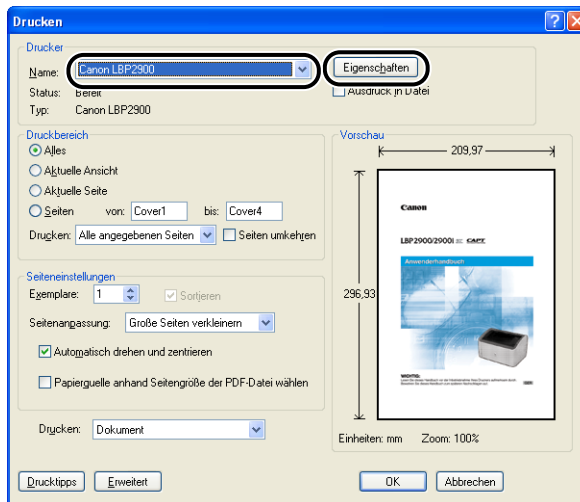 Drucken
Drucker
Name: Canon LBP2900 Eigenschaften
Status: Bereit Ausdruck in Datei
Typ: Canon LBP2900
Druckbereich
Alles
Aktuelle Ansicht
Aktuelle Seite
Seiten von: Cover1 bis: Cover4
Drucken: Alle angegebenen Seiten Seiten umkehren
Seiteneinstellungen
Exemplare: 1 Sortieren
Seitenanpassung: Große Seiten verkleinern
Automatisch drehen und zentrieren
Papierquelle anhand Seitengröße der PDF-Datei wählen
Drucken: Dokument
Vorschau
209,97
296,93
Canon
LBP2900/2900i CAPT
Anwenderhandbuch
WICHTIG:
Einheiten: mm Zoom: 100%
Drucktipps Erweitert OK Abbrechen